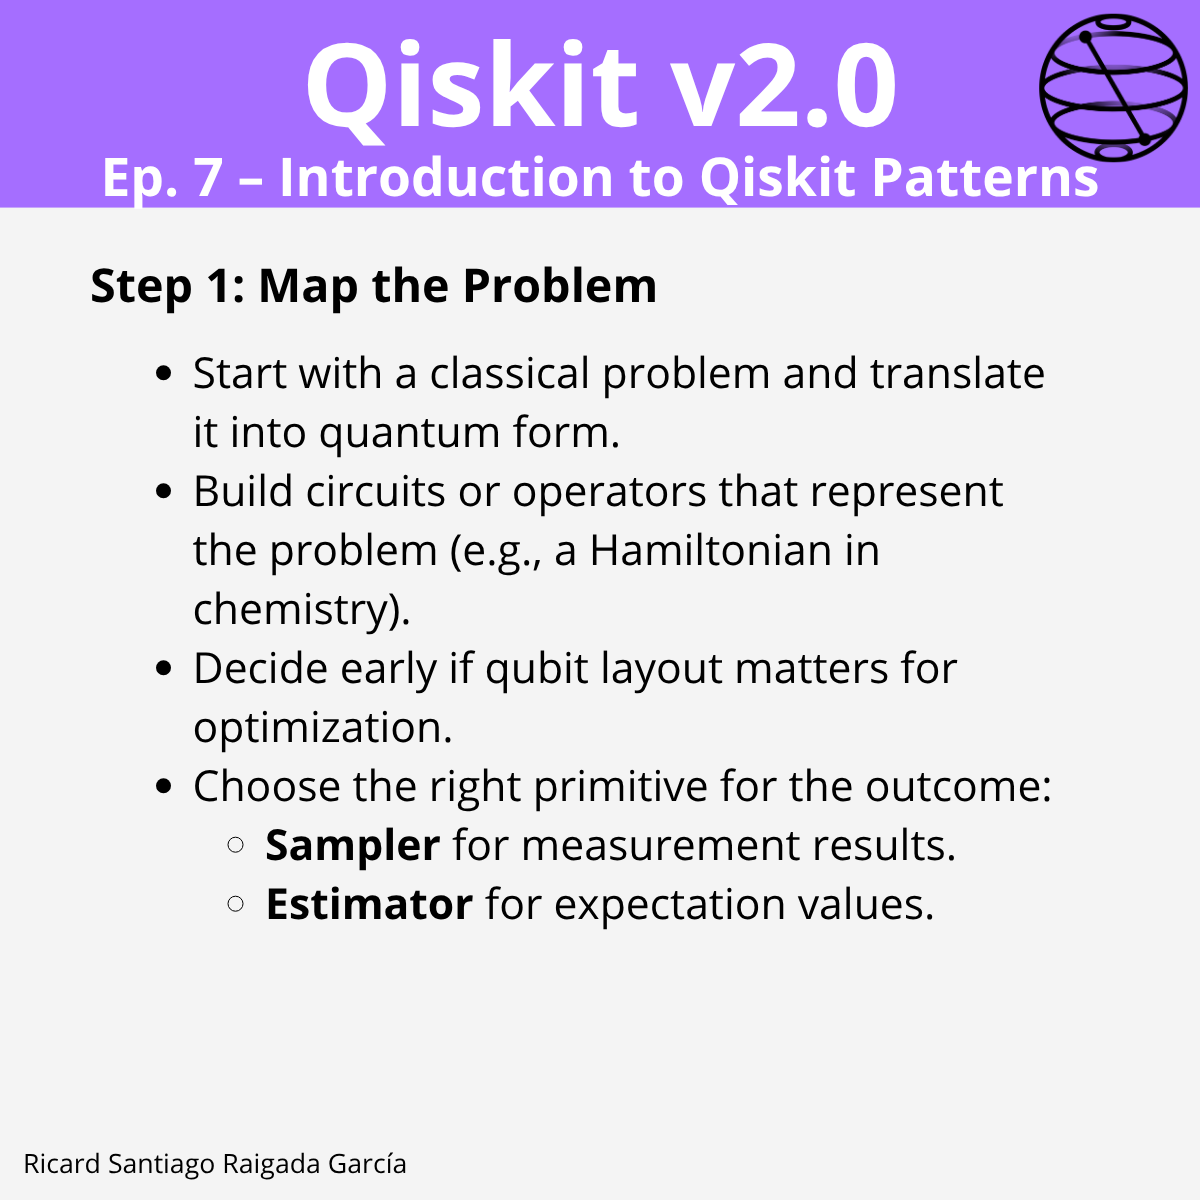 Qiskit v2.0
Ep. 7 – Introduction to Qiskit Patterns
Step 1: Map the Problem
• Start with a classical problem and translate
it into quantum form.
• Build circuits or operators that represent
the problem (e.g., a Hamiltonian in
chemistry).
• Decide early if qubit layout matters for
optimization.
• Choose the right primitive for the outcome:
○ Sampler for measurement results.
○ Estimator for expectation values.
Ricard Santiago Raigada García